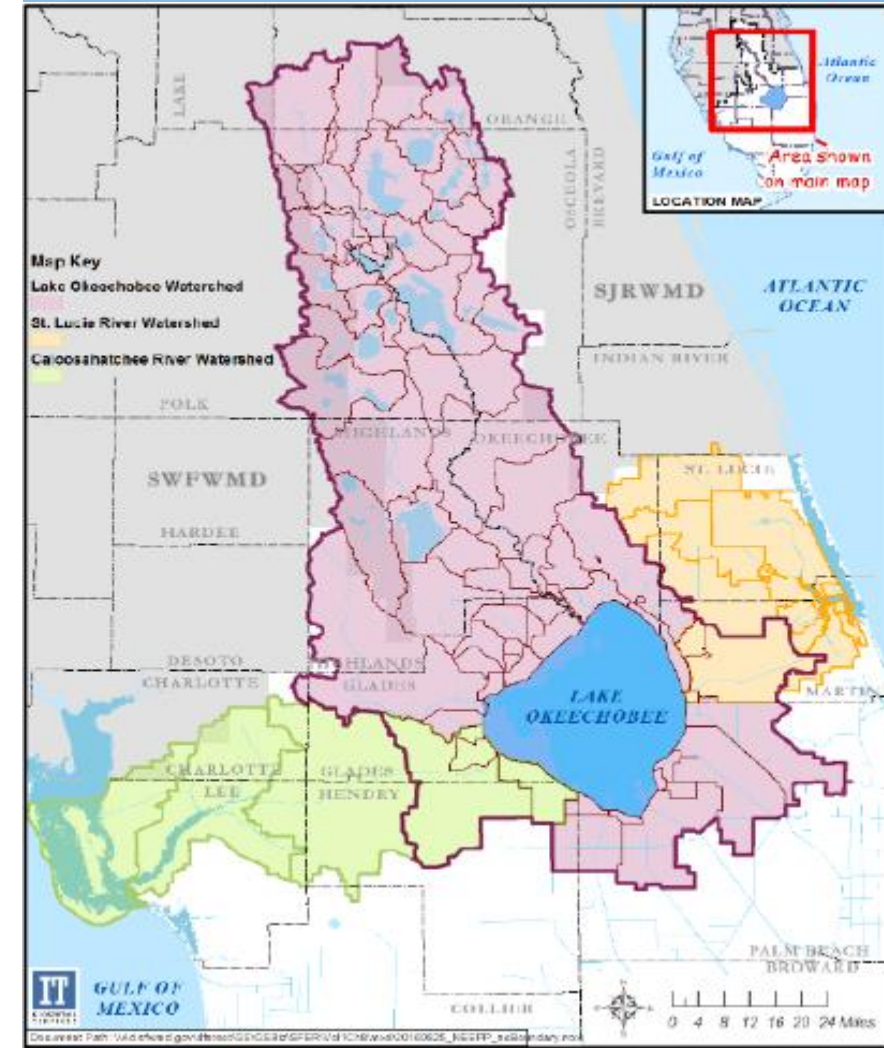 LAKE
ORANGE
OSCEOLA
BREVARD
Atlantic
Ocean
Gulf of
Mexico
Area shown
on main map
LOCATION MAP
Map Key
Lake Okeechobee Watershed
St. Lucie River Watershed
Caloosahatchee River Watershed
SJRWMD
ATLANTIC
OCEAN
INDIAN RIVER
POLK
HIGHLANDS
OKEECHOBEE
ST. LUCIE
SWFWMD
HARDEE
DESOTO
CHARLOTTE
HIGHLANDS
GLADES
LAKE
OKEECHOBEE
MARTIN
CHARLOTTE
LEE
GLADES
HENDRY
PALM BEACH
BROWARD
IT
GULF OF
MEXICO
COLLIER
0 4 8 12 16 20 24 Miles
Document Path: